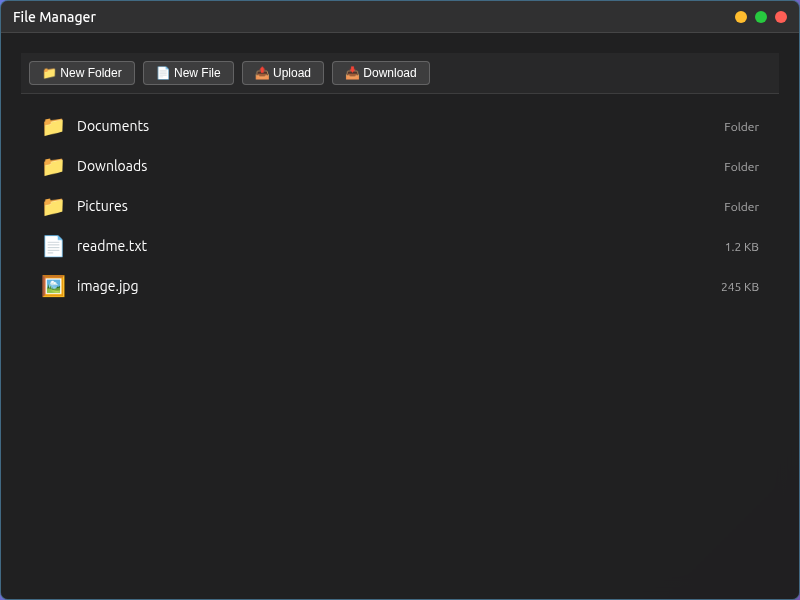 File Manager
📁 New Folder 📄 New File 📤 Upload 📥 Download
Documents Folder
Downloads Folder
Pictures Folder
readme.txt 1.2 KB
image.jpg 245 KB